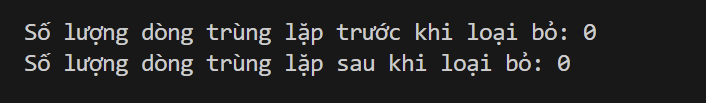 Số lượng dòng trùng lặp trước khi loại bỏ: 0
Số lượng dòng trùng lặp sau khi loại bỏ: 0